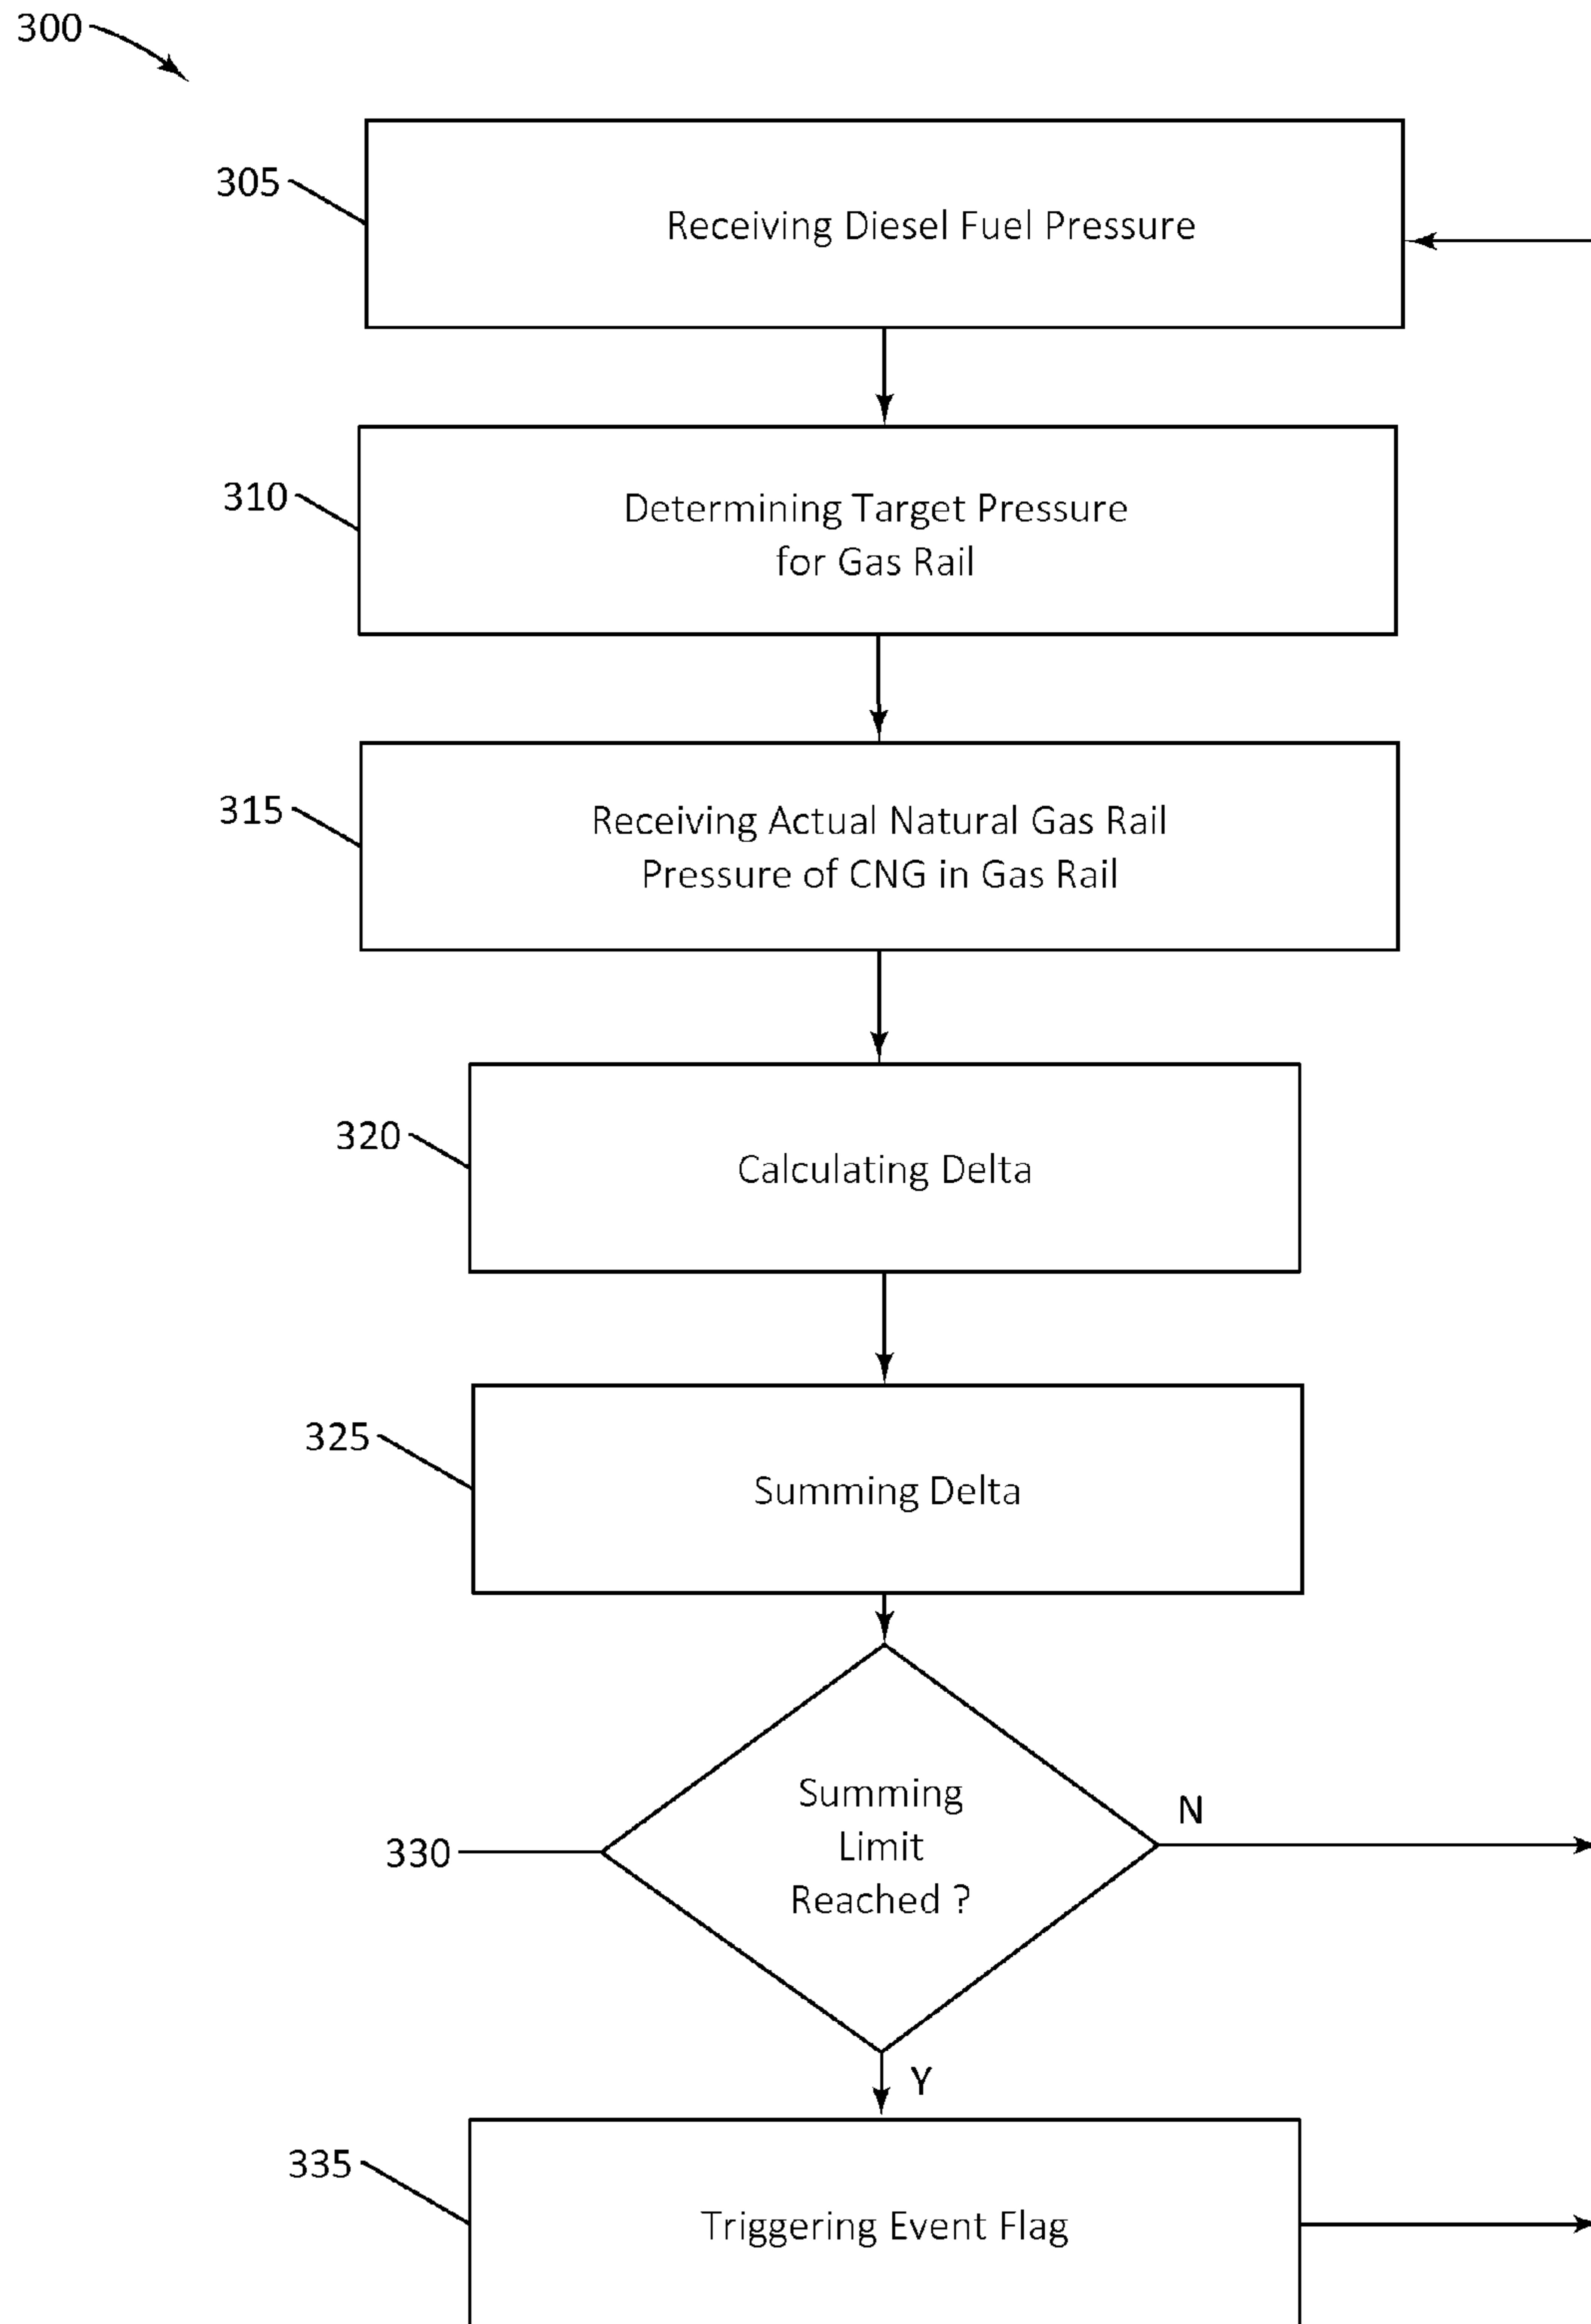 300
305
Receiving Diesel Fuel Pressure
310
Determining Target Pressure
for Gas Rail
315
Receiving Actual Natural Gas Rail
Pressure of CNG in Gas Rail
320
Calculating Delta
325
Summing Delta
330
Summing
Limit
Reached ?
N
Y
335
Triggering Event Flag